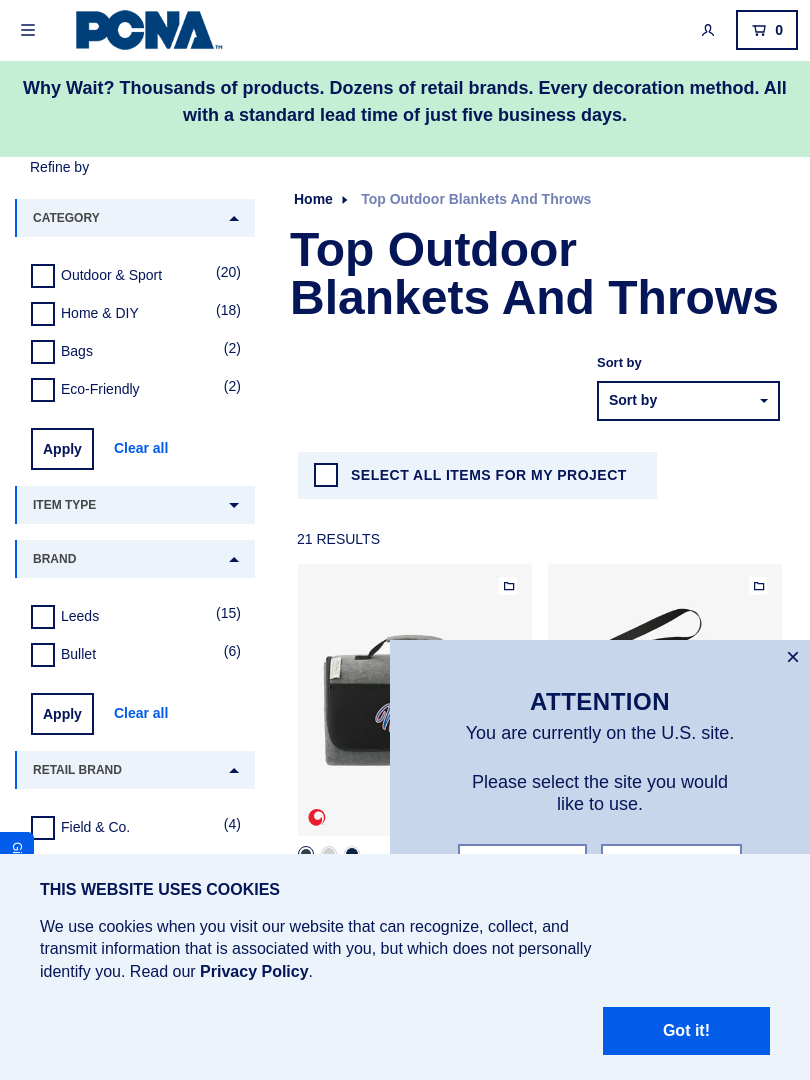 PCNA™
0
Why Wait? Thousands of products. Dozens of retail brands. Every decoration method. All
with a standard lead time of just five business days.
Refine by
CATEGORY
Outdoor & Sport (20)
Home & DIY (18)
Bags (2)
Eco-Friendly (2)
Apply Clear all
ITEM TYPE
BRAND
Leeds (15)
Bullet (6)
Apply Clear all
RETAIL BRAND
Field & Co. (4)
Home Top Outdoor Blankets And Throws
Top Outdoor
Blankets And Throws
Sort by
Sort by
SELECT ALL ITEMS FOR MY PROJECT
21 RESULTS
ATTENTION
You are currently on the U.S. site.
Please select the site you would
like to use.
THIS WEBSITE USES COOKIES
We use cookies when you visit our website that can recognize, collect, and
transmit information that is associated with you, but which does not personally
identify you. Read our Privacy Policy.
Got it!